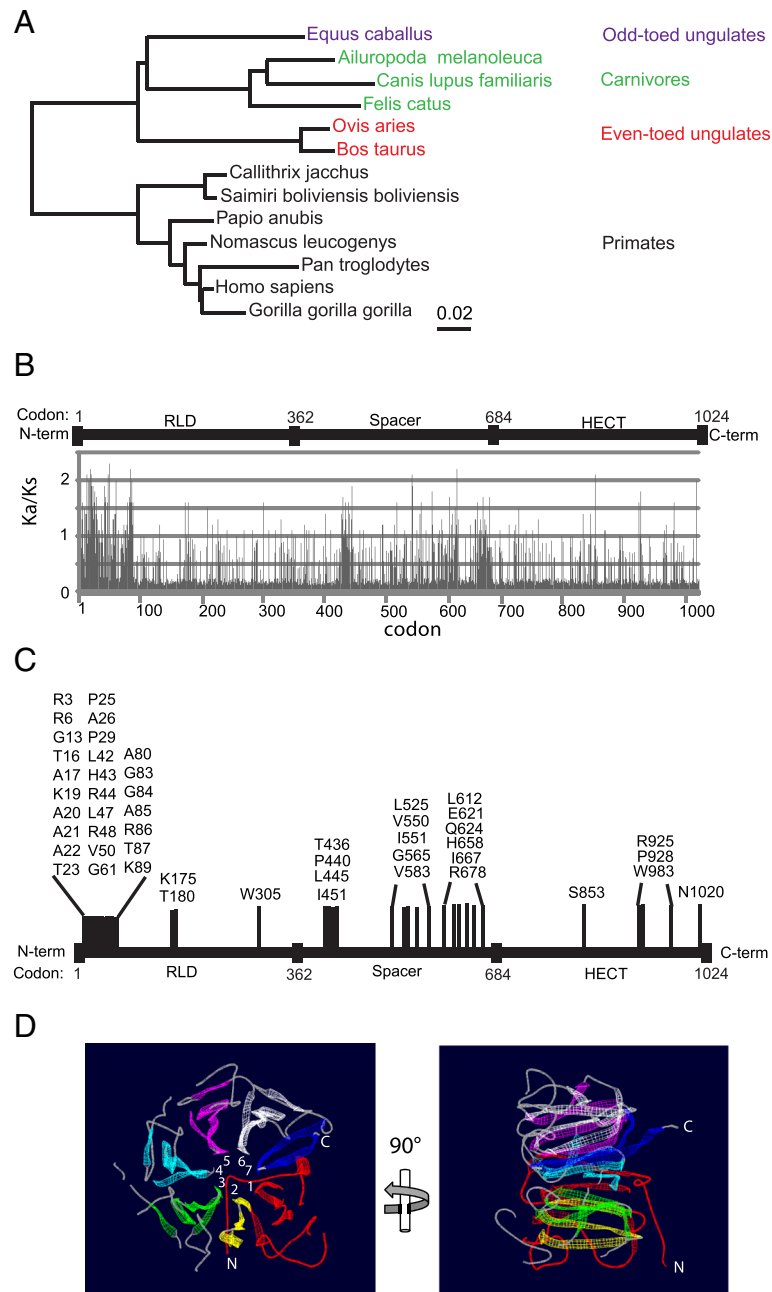 A
Equus caballus Odd-toed ungulates
Ailuropoda melanoleuca
Canis lupus familiaris Carnivores
Felis catus
Ovis aries Even-toed ungulates
Bos taurus
Callithrix jacchus
Saimiri boliviensis boliviensis
Papio anubis
Nomascus leucogenys Primates
Pan troglodytes
Homo sapiens
Gorilla gorilla gorilla 0.02
B
Codon: 1 RLD 362 Spacer 684 HECT 1024
N-term C-term
Ka/Ks
2
1
0
1 100 200 300 400 500 600 700 800 900 1000
codon
C
R3 P25
R6 A26
G13 P29
T16 L42 A80
A17 H43 G83
K19 R44 G84
A20 L47 A85
A21 R48 R86
A22 V50 T87
T23 G61 K89
K175
T180
W305
T436
P440
L445
I451
L525
V550
I551
G565
V583
L612
E621
Q624
H658
I667
R678
S853
R925
P928
W983
N1020
N-term C-term
Codon: 1 RLD 362 Spacer 684 HECT 1024
D
5 6 7 C
4
3 1
2
N
90°
C
N